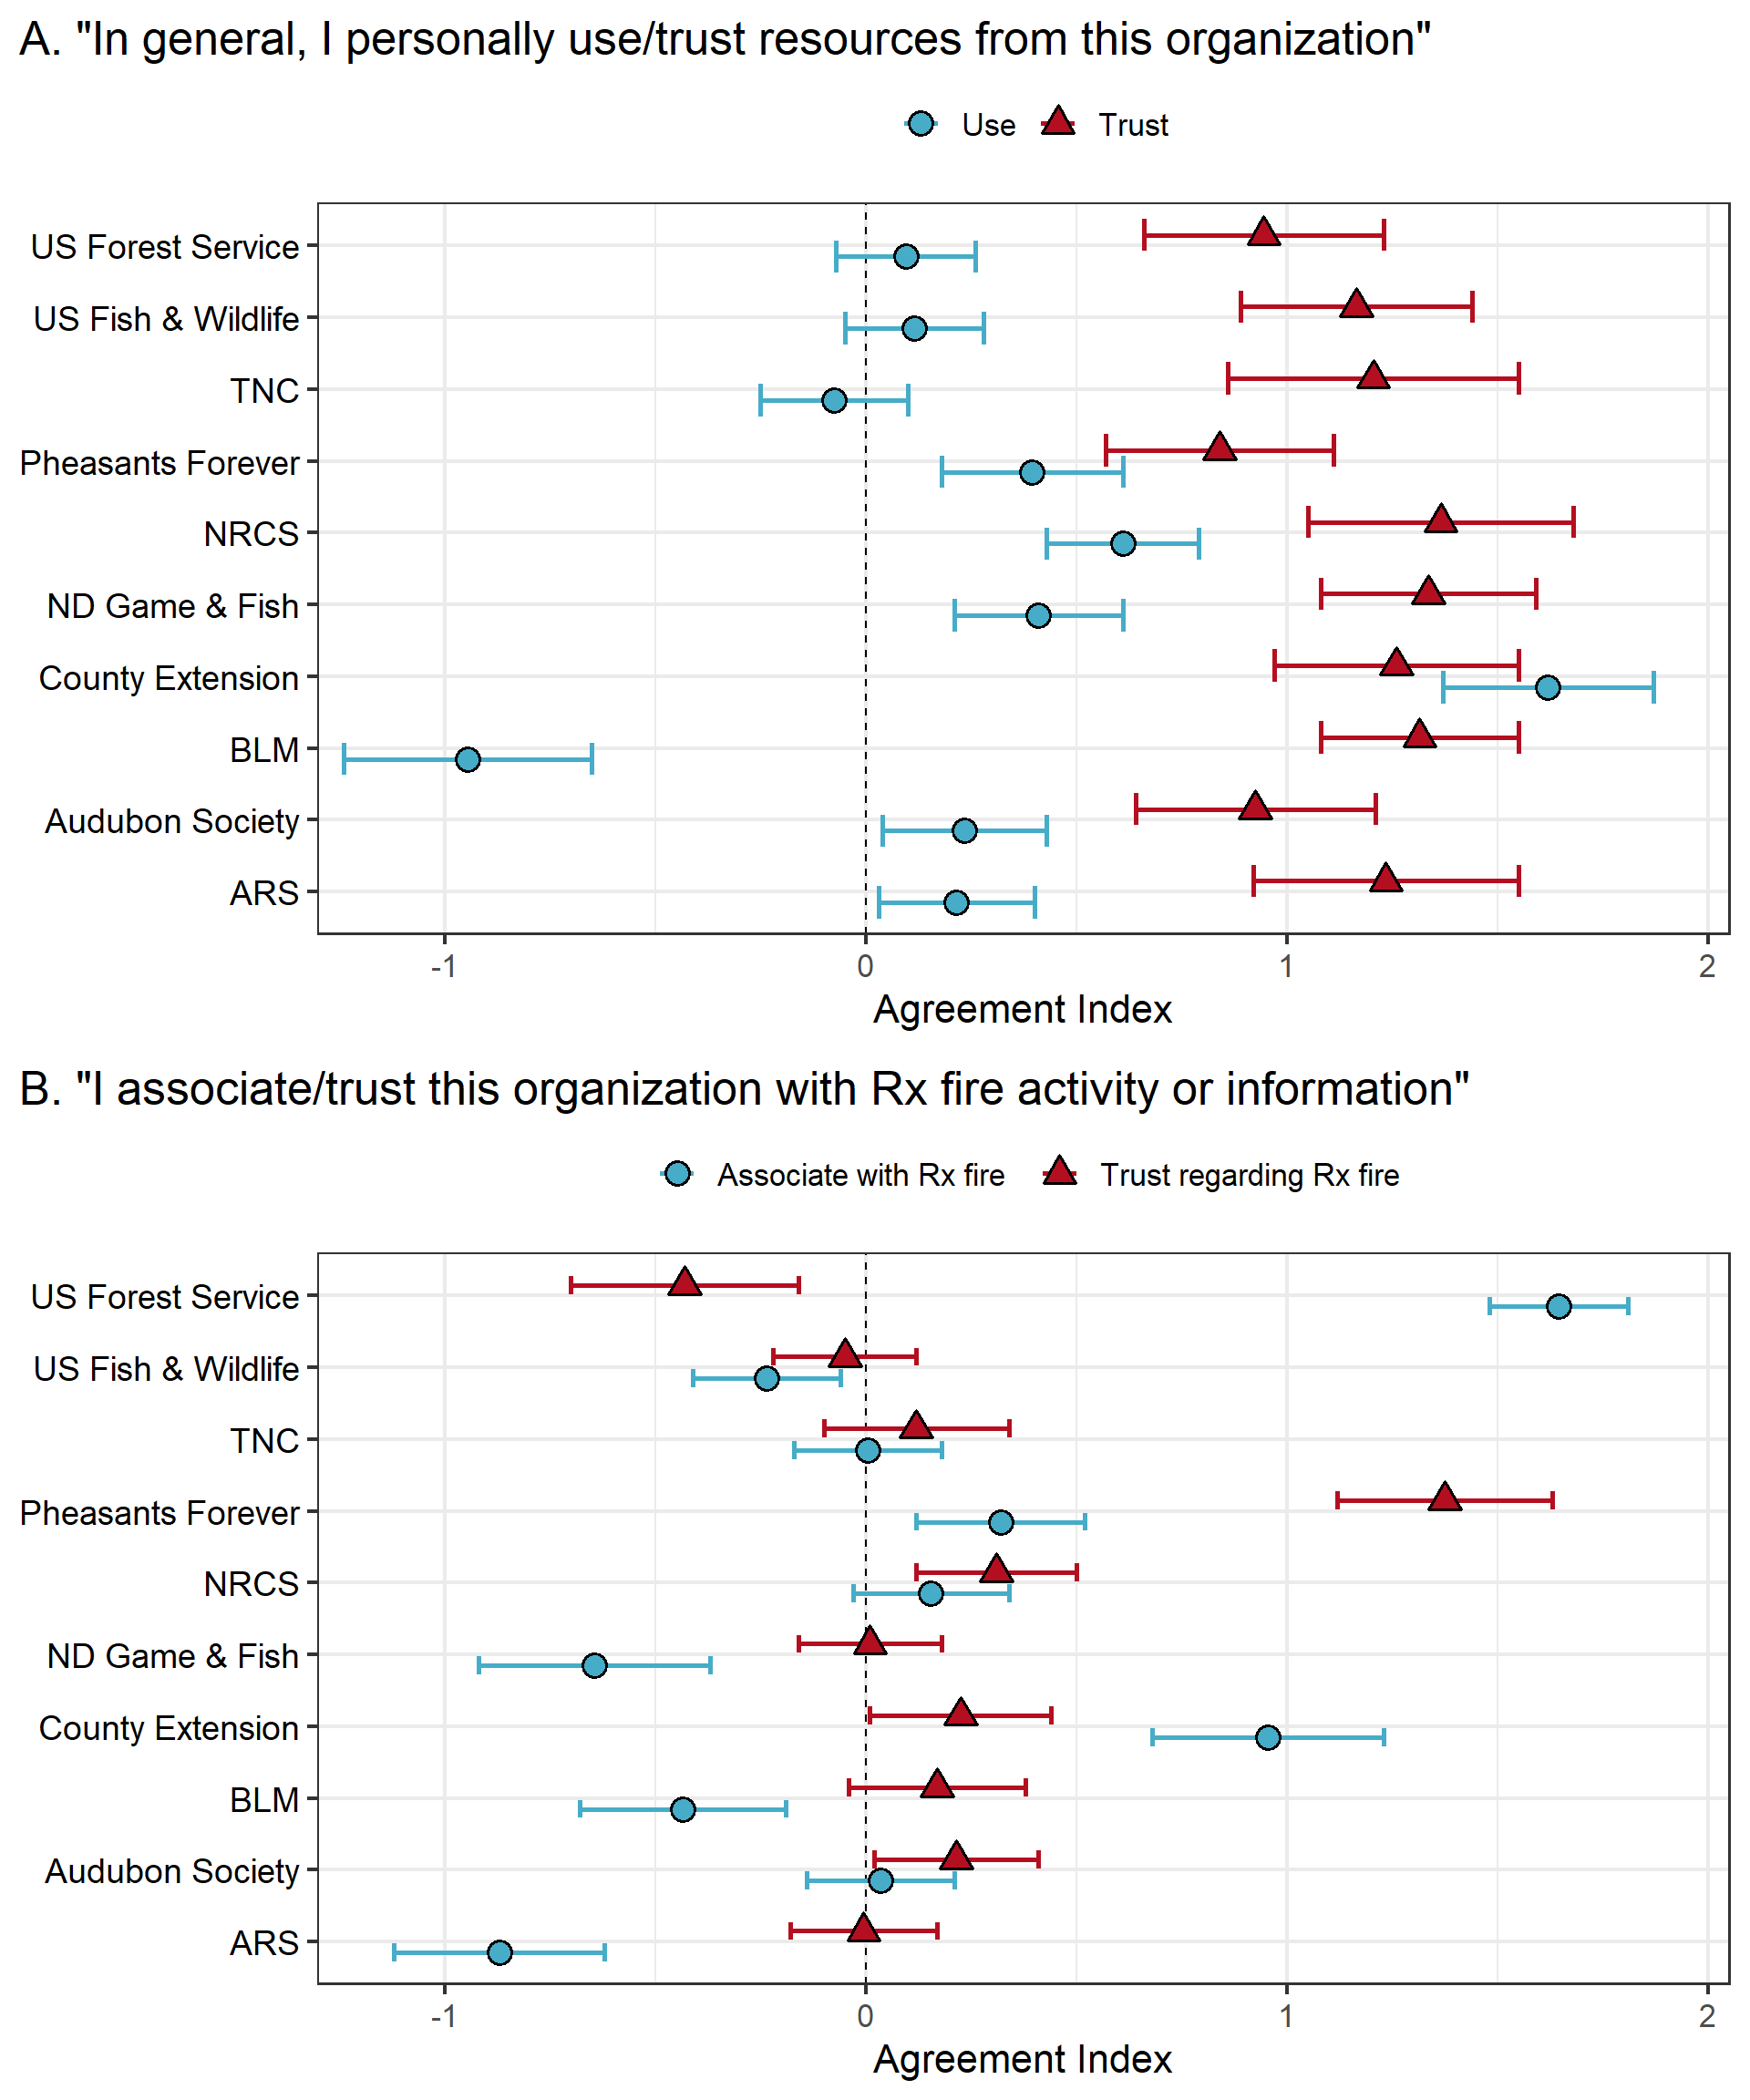 A. "In general, I personally use/trust resources from this organization"
Use Trust
US Forest Service
US Fish & Wildlife
TNC
Pheasants Forever
NRCS
ND Game & Fish
County Extension
BLM
Audubon Society
ARS
-1 0 1 2
Agreement Index
B. "I associate/trust this organization with Rx fire activity or information"
Associate with Rx fire Trust regarding Rx fire
US Forest Service
US Fish & Wildlife
TNC
Pheasants Forever
NRCS
ND Game & Fish
County Extension
BLM
Audubon Society
ARS
-1 0 1 2
Agreement Index